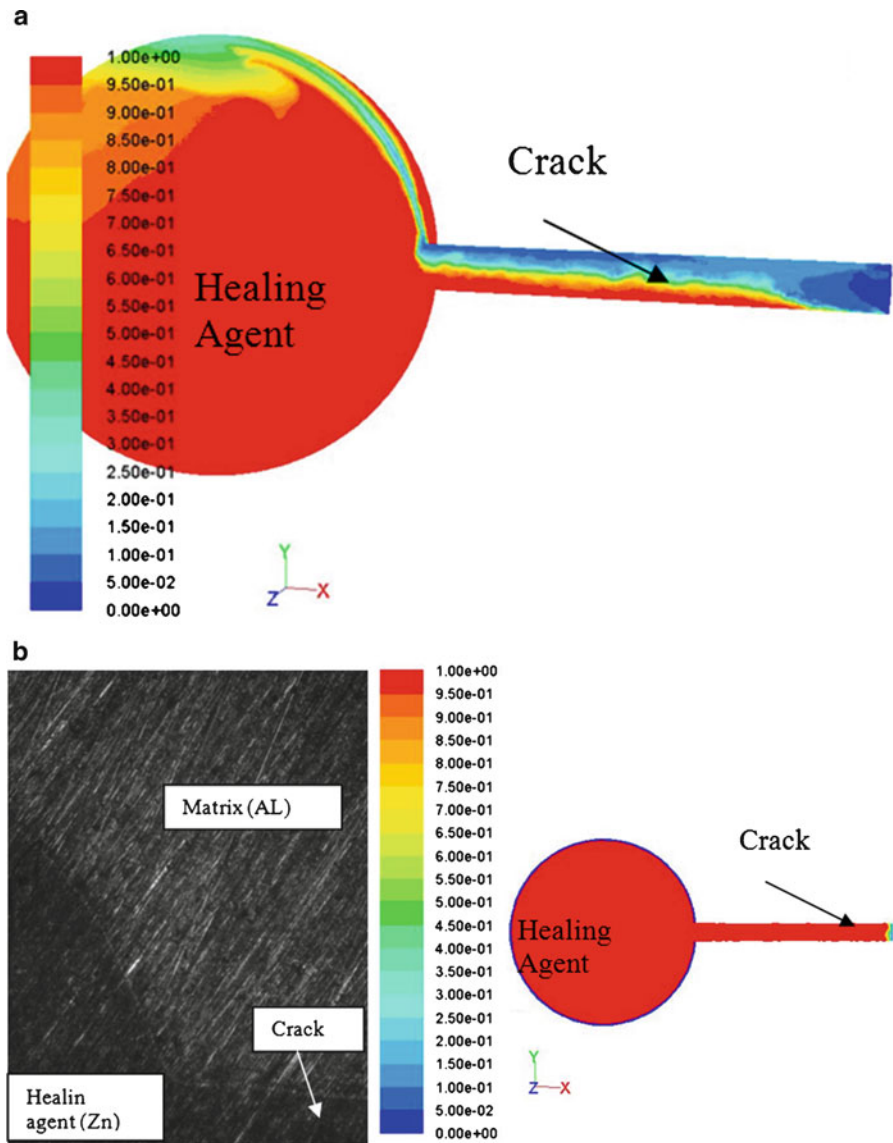 a
1.00e+00
9.50e-01
9.00e-01
8.50e-01
8.00e-01
7.50e-01
7.00e-01
6.50e-01
6.00e-01
5.50e-01
5.00e-01
4.50e-01
4.00e-01
3.50e-01
3.00e-01
2.50e-01
2.00e-01
1.50e-01
1.00e-01
5.00e-02
0.00e+00
Healing
Agent
Crack
Y
Z
X
b
Matrix (AL)
Crack
Healin
agent (Zn)
1.00e+00
9.50e-01
9.00e-01
8.50e-01
8.00e-01
7.50e-01
7.00e-01
6.50e-01
6.00e-01
5.50e-01
5.00e-01
4.50e-01
4.00e-01
3.50e-01
3.00e-01
2.50e-01
2.00e-01
1.50e-01
1.00e-01
5.00e-02
0.00e+00
Healing
Agent
Crack
Y
Z
X